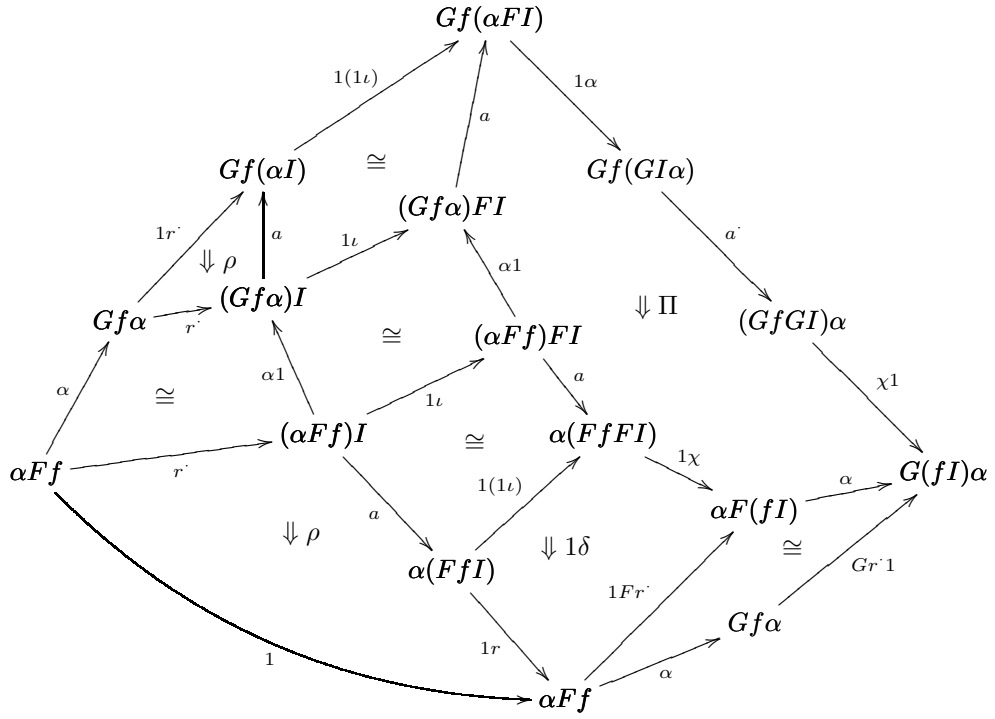 Gf(αFI)
1(1ι)
1α
a
Gf(αI)
≅
Gf(GIα)
(Gfα)FI
1r˙
a
1ι
a˙
⇓ ρ
α1
(Gfα)I
Gfα
r˙
⇓ Π
(GfGI)α
≅
(αFf)FI
α
α1
a
χ1
≅
1ι
(αFf)I
≅
α(FfFI)
1χ
αFf
r˙
G(fI)α
1(1ι)
α
a
αF(fI)
⇓ ρ
⇓ 1δ
≅
α(FfI)
Gr˙1
1Fr˙
Gfα
1r
1
α
αFf